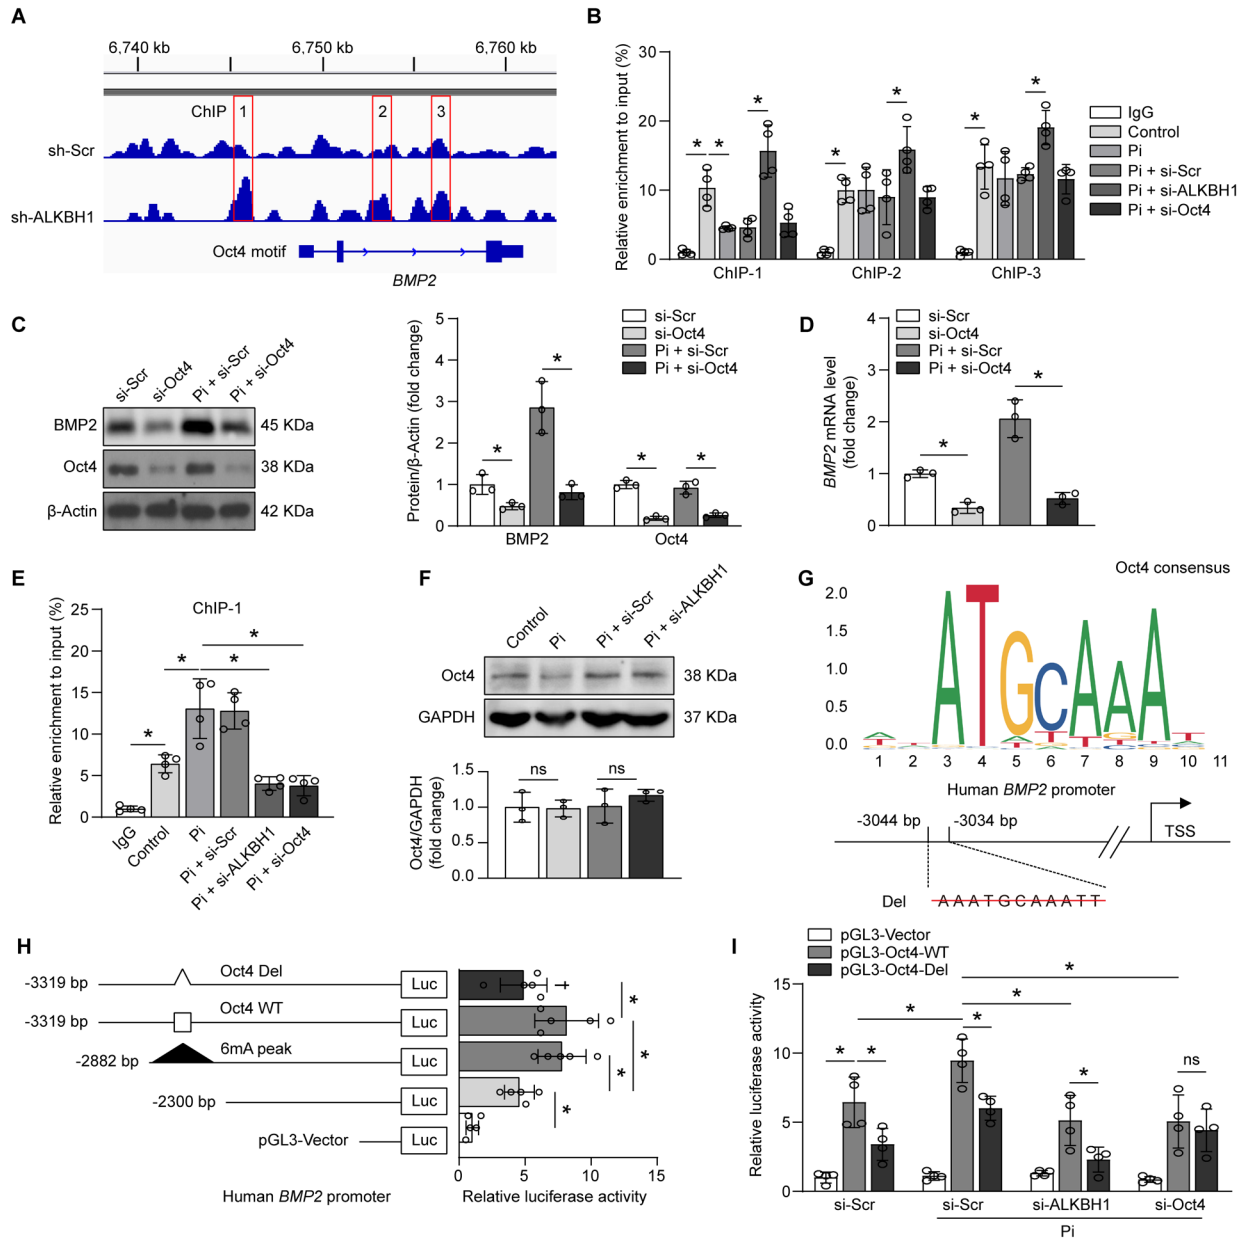 A
6,740 kb
6,750 kb
6,760 kb
ChIP
1
2
3
sh-Scr
sh-ALKBH1
Oct4 motif
BMP2
B
Relative enrichment to input (%)
30
20
10
0
ChIP-1
ChIP-2
ChIP-3
* * * * * * *
IgG
Control
Pi
Pi + si-Scr
Pi + si-ALKBH1
Pi + si-Oct4
C
si-Scr
si-Oct4
Pi + si-Scr
Pi + si-Oct4
BMP2
45 KDa
Oct4
38 KDa
β-Actin
42 KDa
Protein/β-Actin (fold change)
5
4
3
2
1
0
* * * *
BMP2
Oct4
si-Scr
si-Oct4
Pi + si-Scr
Pi + si-Oct4
D
BMP2 mRNA level
(fold change)
4
3
2
1
0
si-Scr
si-Oct4
Pi + si-Scr
Pi + si-Oct4
* *
E
ChIP-1
Relative enrichment to input (%)
25
20
15
10
5
0
* * * *
IgG
Control
Pi
Pi + si-Scr
Pi + si-ALKBH1
Pi + si-Oct4
F
Control
Pi
Pi + si-Scr
Pi + si-ALKBH1
Oct4
38 KDa
GAPDH
37 KDa
Oct4/GAPDH
(fold change)
1.5
1.0
0.5
0.0
ns
ns
G
Oct4 consensus
2.0
1.5
1.0
0.5
0.0
ATGCAAA
1 2 3 4 5 6 7 8 9 10 11
Human BMP2 promoter
-3044 bp
-3034 bp
TSS
Del
AAATGCAAATT
H
-3319 bp
Oct4 Del
Luc
-3319 bp
Oct4 WT
Luc
-2882 bp
6mA peak
Luc
-2300 bp
Luc
pGL3-Vector
Luc
* * * *
0 5 10 15
Human BMP2 promoter
Relative luciferase activity
I
pGL3-Vector
pGL3-Oct4-WT
pGL3-Oct4-Del
Relative luciferase activity
15
10
5
0
* * * * * * *
ns
si-Scr
si-Scr
si-ALKBH1
si-Oct4
Pi